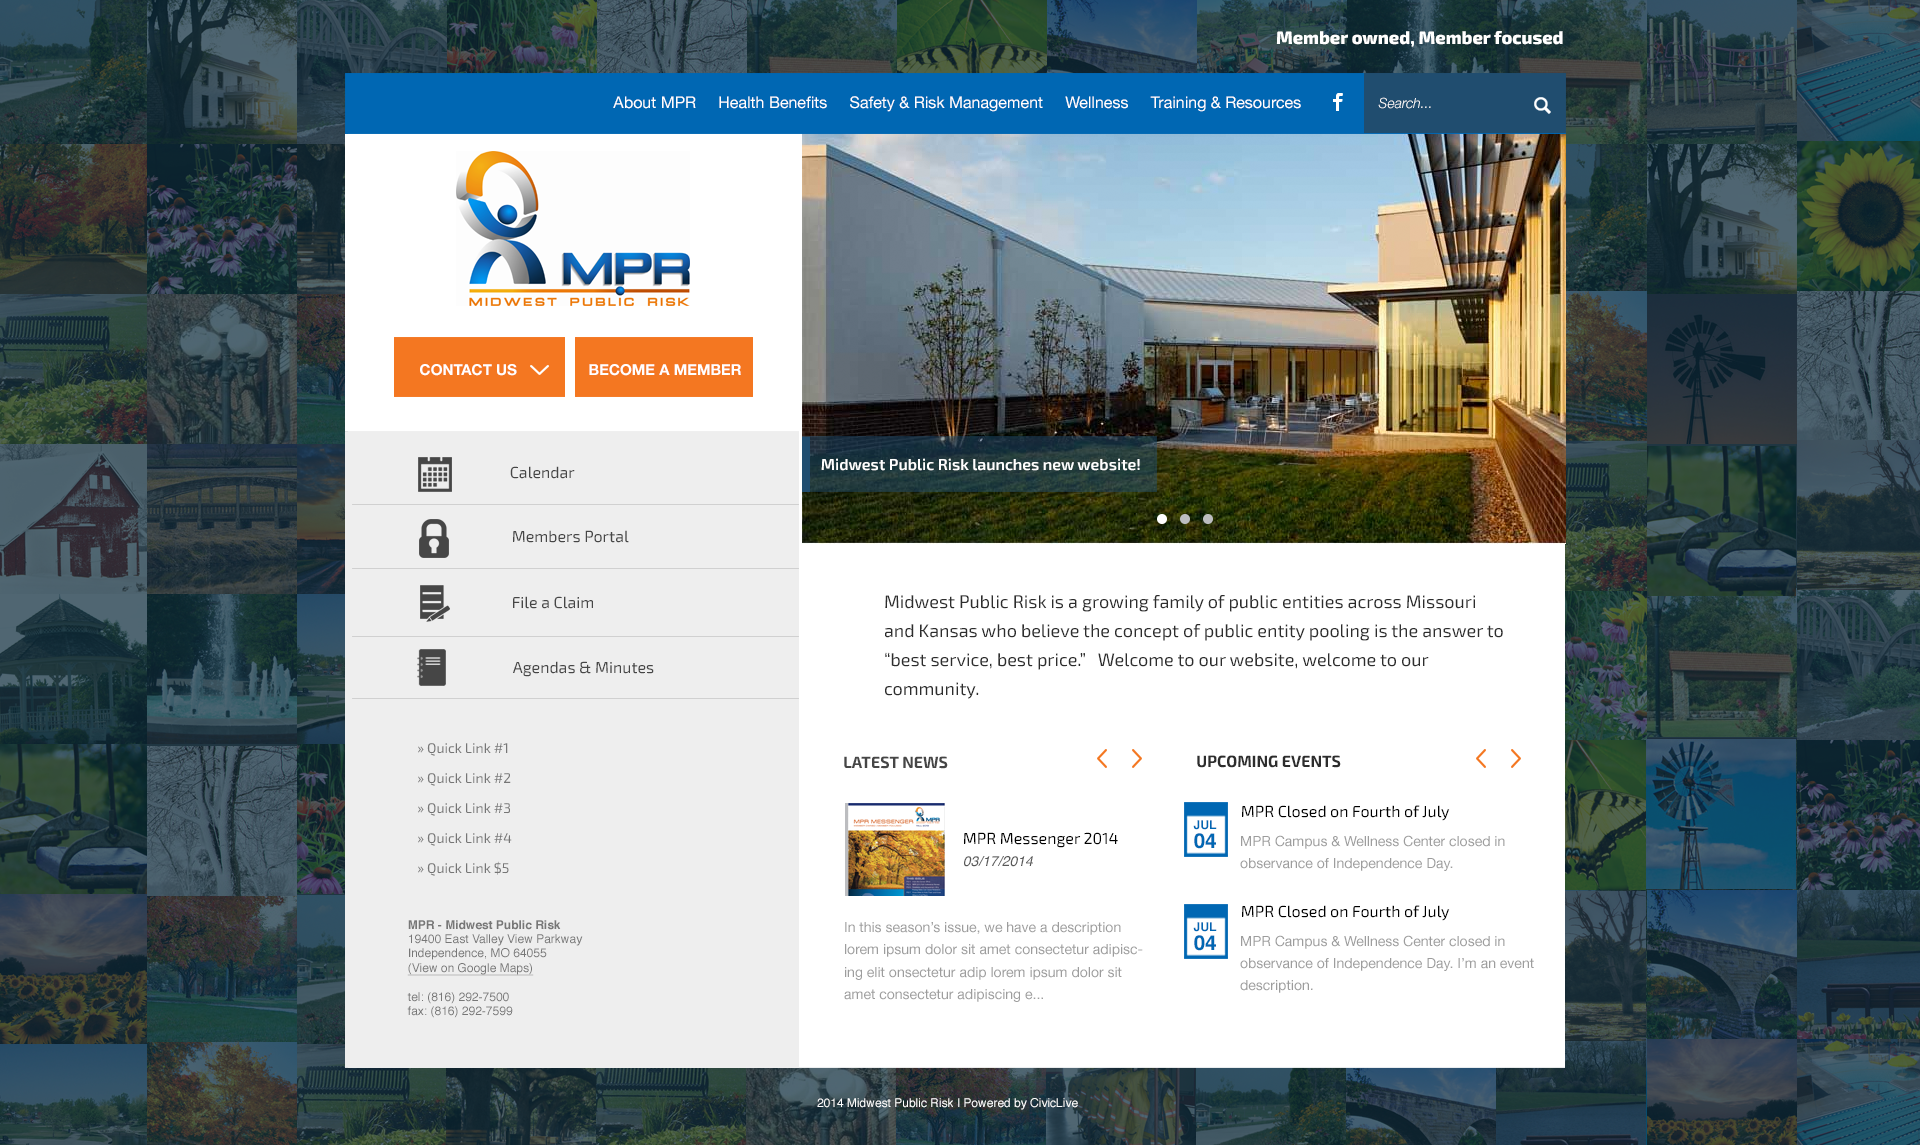 Member owned, Member focused
About MPR Health Benefits Safety & Risk Management Wellness Training & Resources f Search...
MPR
MIDWEST PUBLIC RISK
CONTACT US BECOME A MEMBER
Calendar
Members Portal
File a Claim
Agendas & Minutes
» Quick Link #1
» Quick Link #2
» Quick Link #3
» Quick Link #4
» Quick Link $5
MPR - Midwest Public Risk
19400 East Valley View Parkway
Independence, MO 64055
(View on Google Maps)
tel: (816) 292-7500
fax: (816) 292-7599
Midwest Public Risk launches new website!
Midwest Public Risk is a growing family of public entities across Missouri
and Kansas who believe the concept of public entity pooling is the answer to
“best service, best price.” Welcome to our website, welcome to our
community.
LATEST NEWS
MPR MESSENGER MPR
MPR Messenger 2014
03/17/2014
In this season’s issue, we have a description
lorem ipsum dolor sit amet consectetur adipisc-
ing elit onsectetur adip lorem ipsum dolor sit
amet consectetur adipiscing e...
UPCOMING EVENTS
JUL
04
MPR Closed on Fourth of July
MPR Campus & Wellness Center closed in
observance of Independence Day.
JUL
04
MPR Closed on Fourth of July
MPR Campus & Wellness Center closed in
observance of Independence Day. I’m an event
description.
2014 Midwest Public Risk I Powered by CivicLive